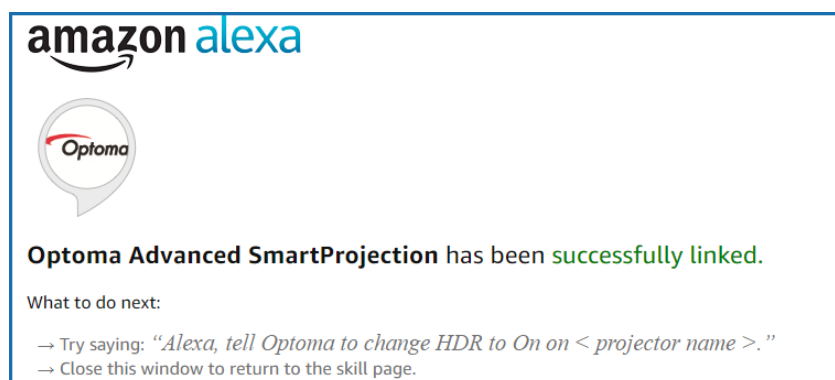 amazon alexa
Optoma
Optoma Advanced SmartProjection has been successfully linked.
What to do next:
→ Try saying: “Alexa, tell Optoma to change HDR to On on < projector name >.”
→ Close this window to return to the skill page.